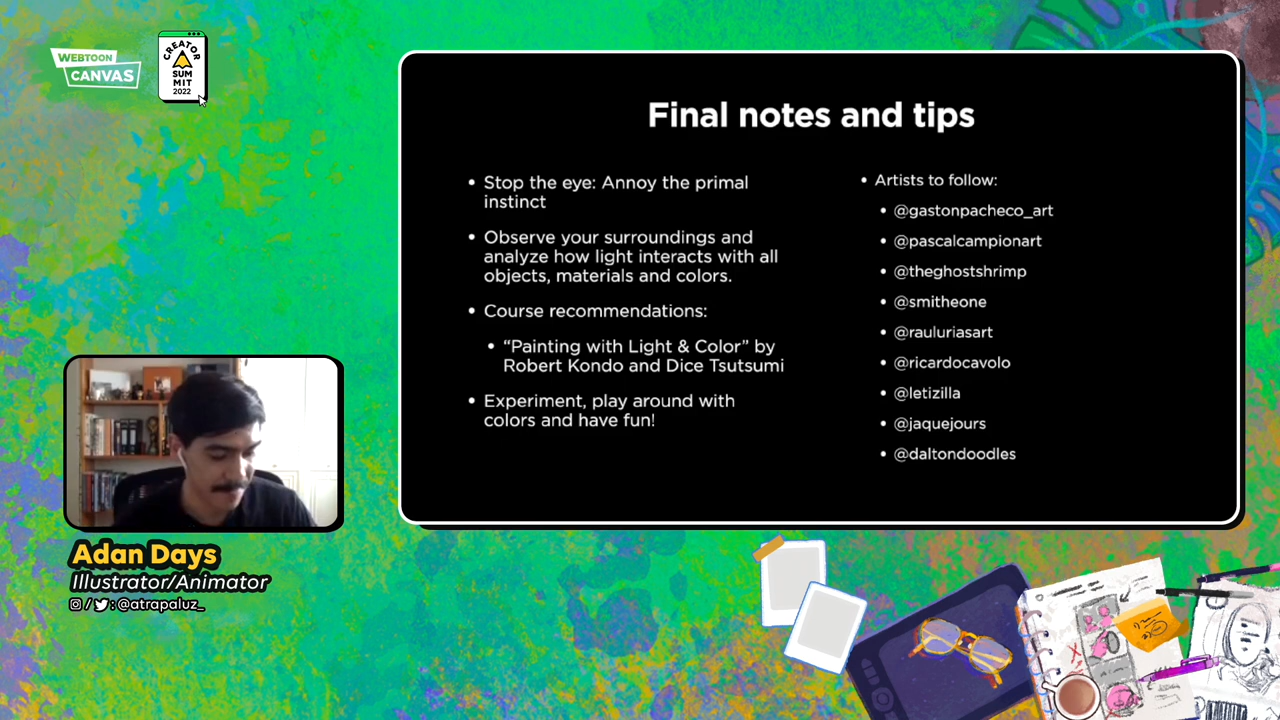 WEBTOON
CANVAS
CREATOR
SUM
MIT
2022
Final notes and tips
• Stop the eye: Annoy the primal
instinct
• Observe your surroundings and
analyze how light interacts with all
objects, materials and colors.
• Course recommendations:
• “Painting with Light & Color” by
Robert Kondo and Dice Tsutsumi
• Experiment, play around with
colors and have fun!
• Artists to follow:
• @gastonpacheco_art
• @pascalcampionart
• @theghostshrimp
• @smitheone
• @rauluriasart
• @ricardocavolo
• @letizilla
• @jaquejours
• @daltondoodles
Adan Days
Illustrator/Animator
/ : @atrapaluz_